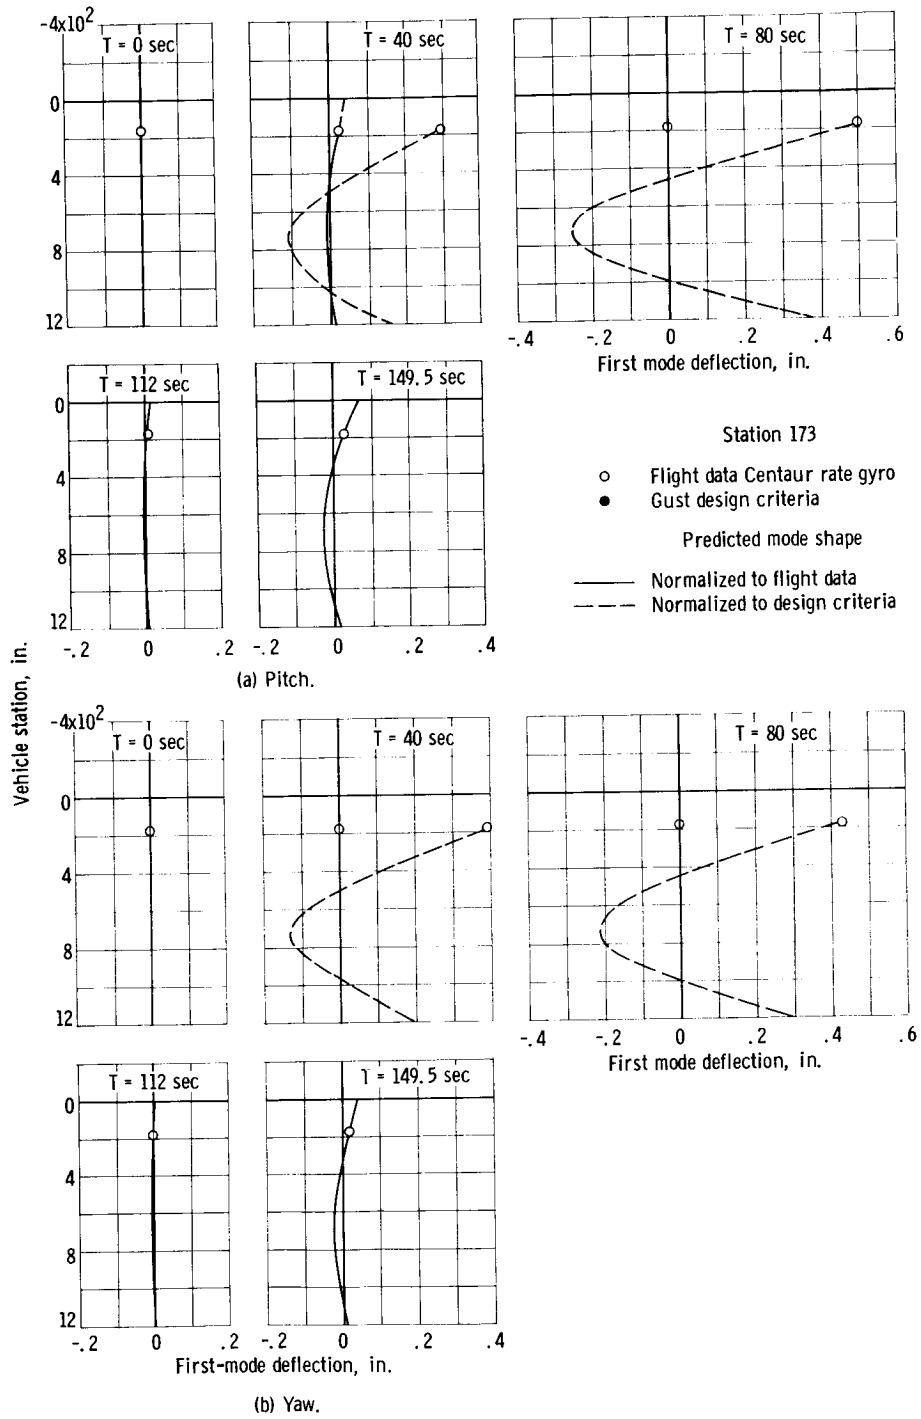 -4x10²
T = 0 sec
T = 40 sec
T = 80 sec
0
4
8
12
-.4 -.2 0 .2 .4 .6
First mode deflection, in.
T = 112 sec
T = 149.5 sec
0
4
8
12
-.2 0 .2 -.2 0 .2 .4
Station 173
Flight data Centaur rate gyro
Gust design criteria
Predicted mode shape
Normalized to flight data
Normalized to design criteria
(a) Pitch.
Vehicle station, in.
-4x10²
T = 0 sec
T = 40 sec
T = 80 sec
0
4
8
12
-.4 -.2 0 .2 .4 .6
First mode deflection, in.
T = 112 sec
T = 149.5 sec
0
4
8
12
-.2 0 .2 -.2 0 .2 .4
First-mode deflection, in.
(b) Yaw.